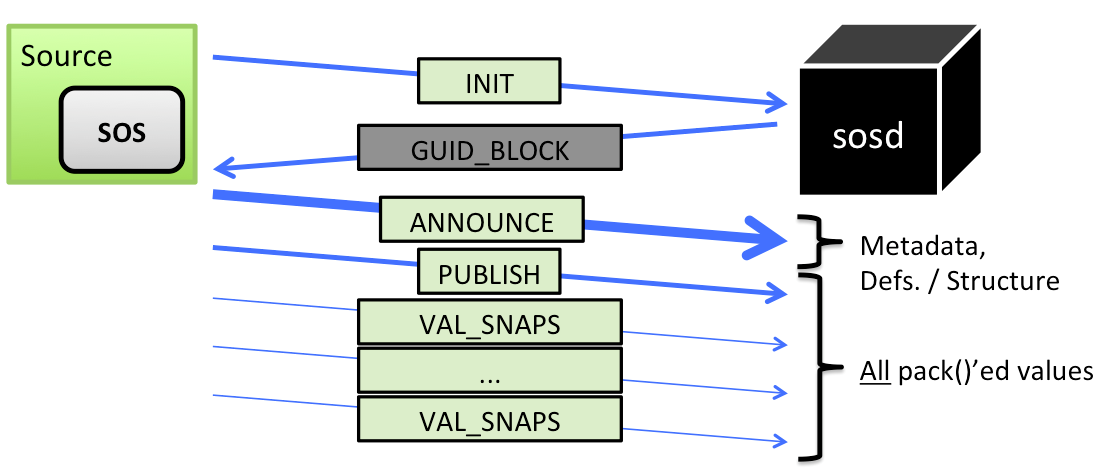 Source
SOS
INIT
sosd
GUID_BLOCK
ANNOUNCE
Metadata,
Defs. / Structure
PUBLISH
VAL_SNAPS
...
All pack()’ed values
VAL_SNAPS